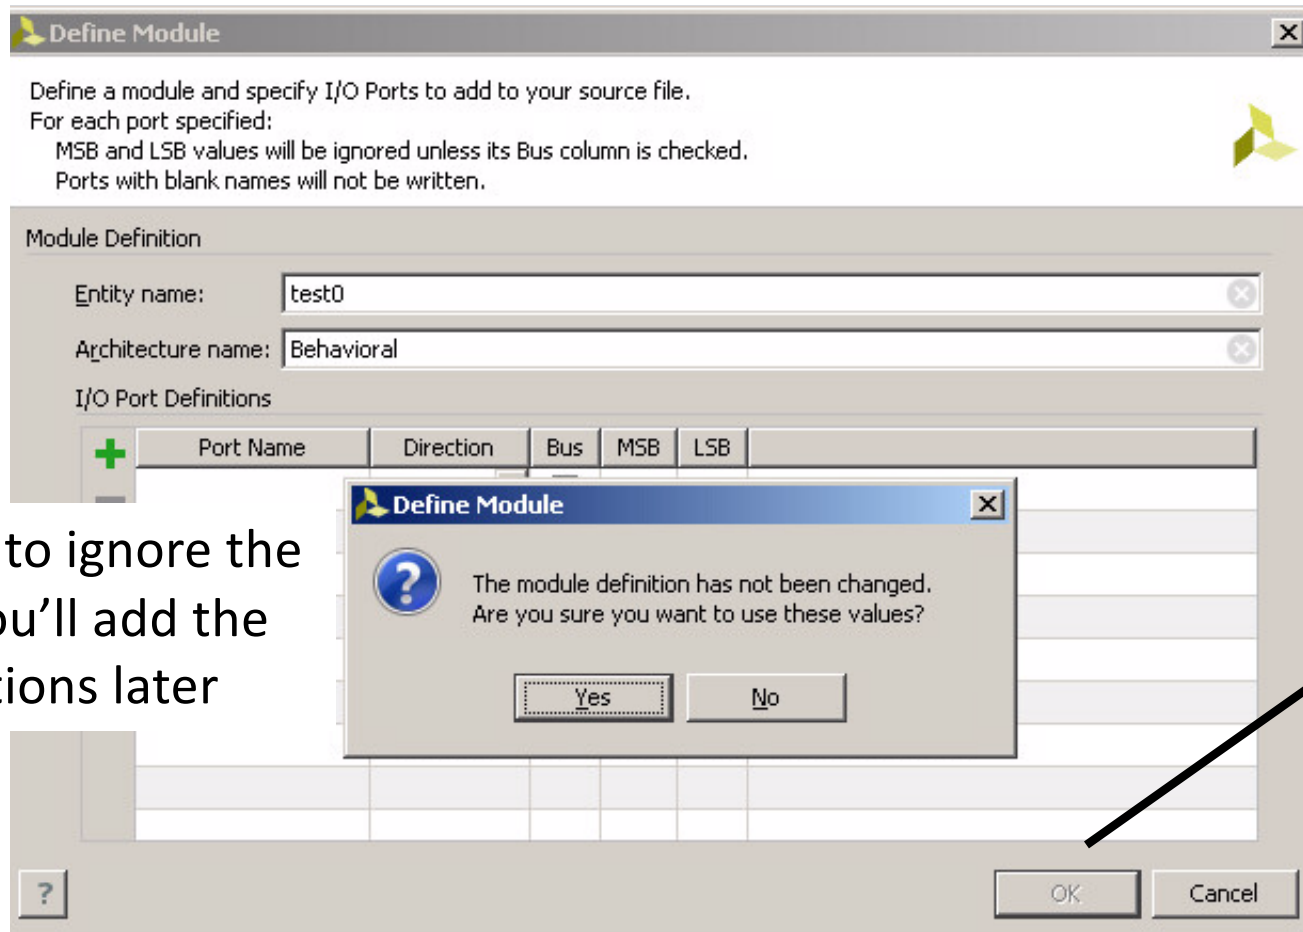 Define Module
Define a module and specify I/O Ports to add to your source file.
For each port specified:
MSB and LSB values will be ignored unless its Bus column is checked.
Ports with blank names will not be written.
Module Definition
Entity name: test0
Architecture name: Behavioral
I/O Port Definitions
Port Name Direction Bus MSB LSB
to ignore the
ou'll add the
tions later
Define Module
The module definition has not been changed.
Are you sure you want to use these values?
Yes No
? OK Cancel